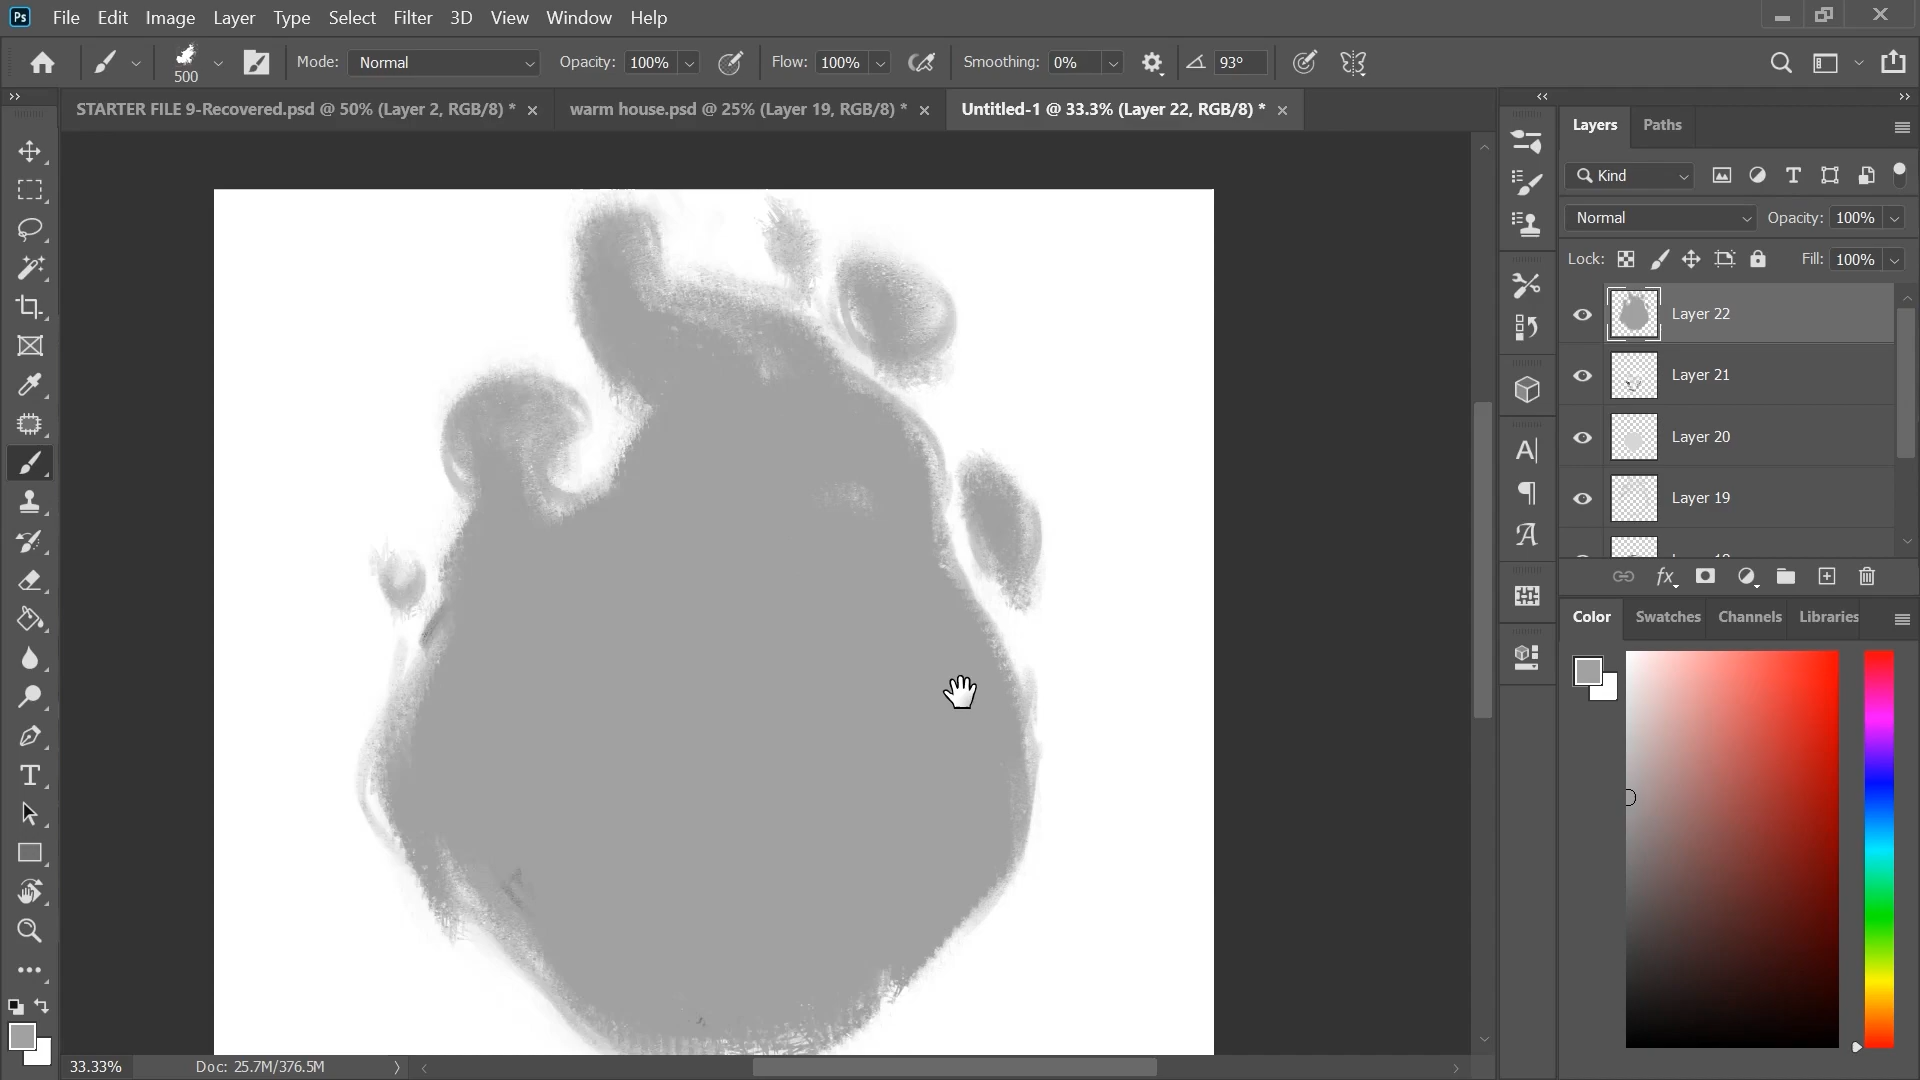 Ps File Edit Image Layer Type Select Filter 3D View Window Help
500 Mode: Normal Opacity: 100% Flow: 100% Smoothing: 0% 93°
STARTER FILE 9-Recovered.psd @ 50% (Layer 2, RGB/8) * warm house.psd @ 25% (Layer 19, RGB/8) * Untitled-1 @ 33.3% (Layer 22, RGB/8) *
Layers Paths
Kind
Normal Opacity: 100%
Lock: Fill: 100%
Layer 22
Layer 21
Layer 20
Layer 19
Color Swatches Channels Libraries
33.33% Doc: 25.7M/376.5M